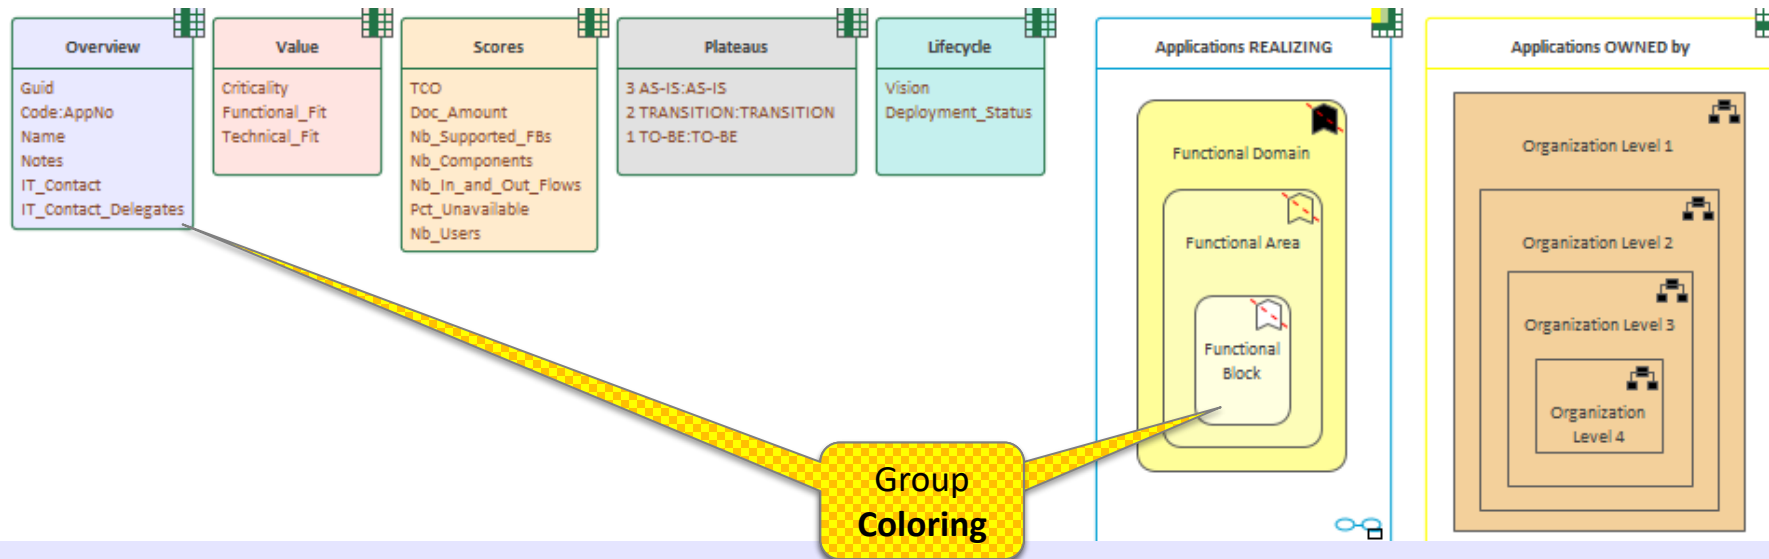 Overview
Guid
Code:AppNo
Name
Notes
IT_Contact
IT_Contact_Delegates
Value
Criticality
Functional_Fit
Technical_Fit
Scores
TCO
Doc_Amount
Nb_Supported_FBs
Nb_Components
Nb_In_and_Out_Flows
Pct_Unavailable
Nb_Users
Plateaus
3 AS-IS:AS-IS
2 TRANSITION:TRANSITION
1 TO-BE:TO-BE
Lifecycle
Vision
Deployment_Status
Applications REALIZING
Functional Domain
Functional Area
Functional
Block
Applications OWNED by
Organization Level 1
Organization Level 2
Organization Level 3
Organization
Level 4
Group
Coloring